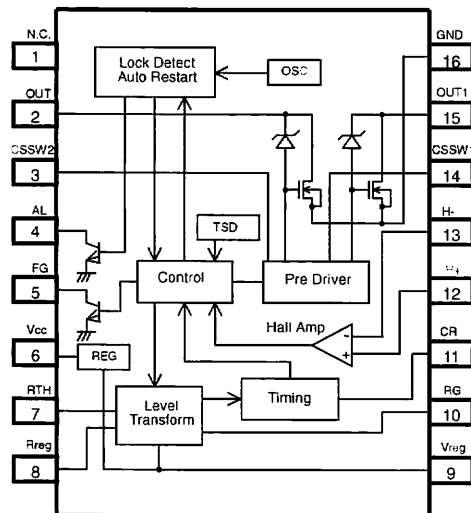 N.C.
1
OUT
2
CSSW2
3
AL
4
FG
5
Vcc
6
RTH
7
Rreg
8
Lock Detect
Auto Restart
OSC
TSD
Control
Pre Driver
Hall Amp
-
+
REG
Level
Transform
Timing
GND
16
OUT1
15
CSSW
14
H-
13
12
CR
11
RG
10
Vreg
9